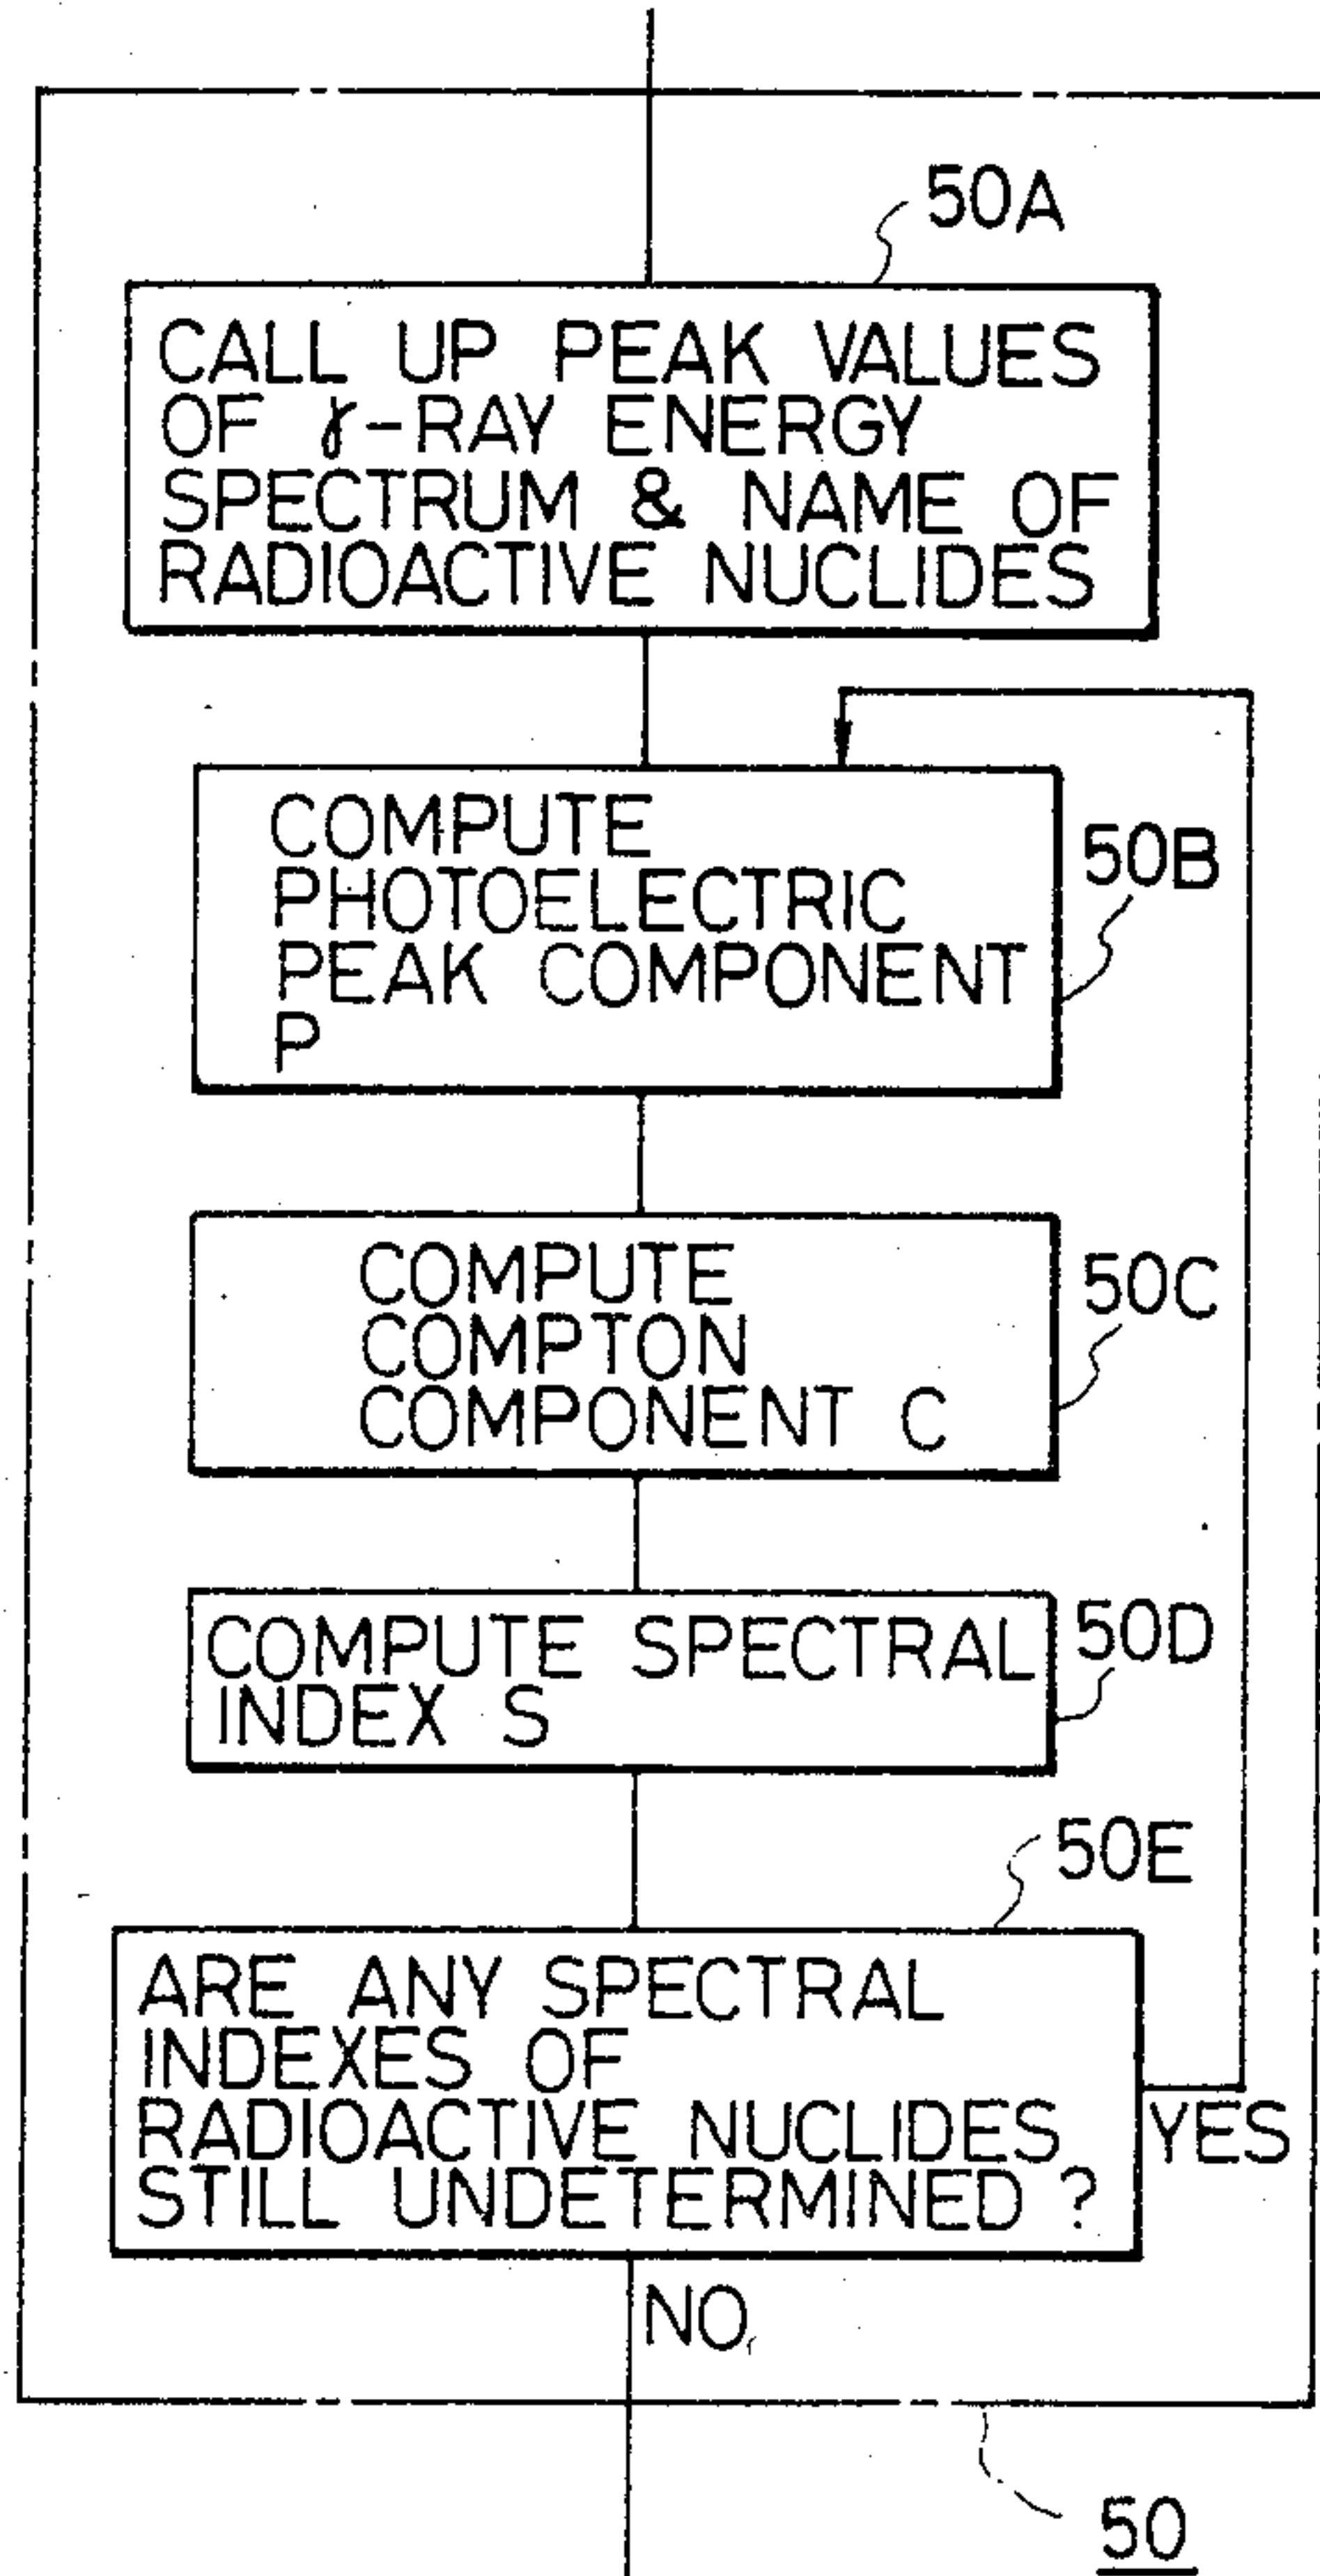 50A
CALL UP PEAK VALUES
OF γ-RAY ENERGY
SPECTRUM & NAME OF
RADIOACTIVE NUCLIDES
COMPUTE
PHOTOELECTRIC
PEAK COMPONENT
P
50B
COMPUTE
COMPTON
COMPONENT C
50C
COMPUTE SPECTRAL
INDEX S
50D
50E
ARE ANY SPECTRAL
INDEXES OF
RADIOACTIVE NUCLIDES
STILL UNDETERMINED ?
YES
NO
50